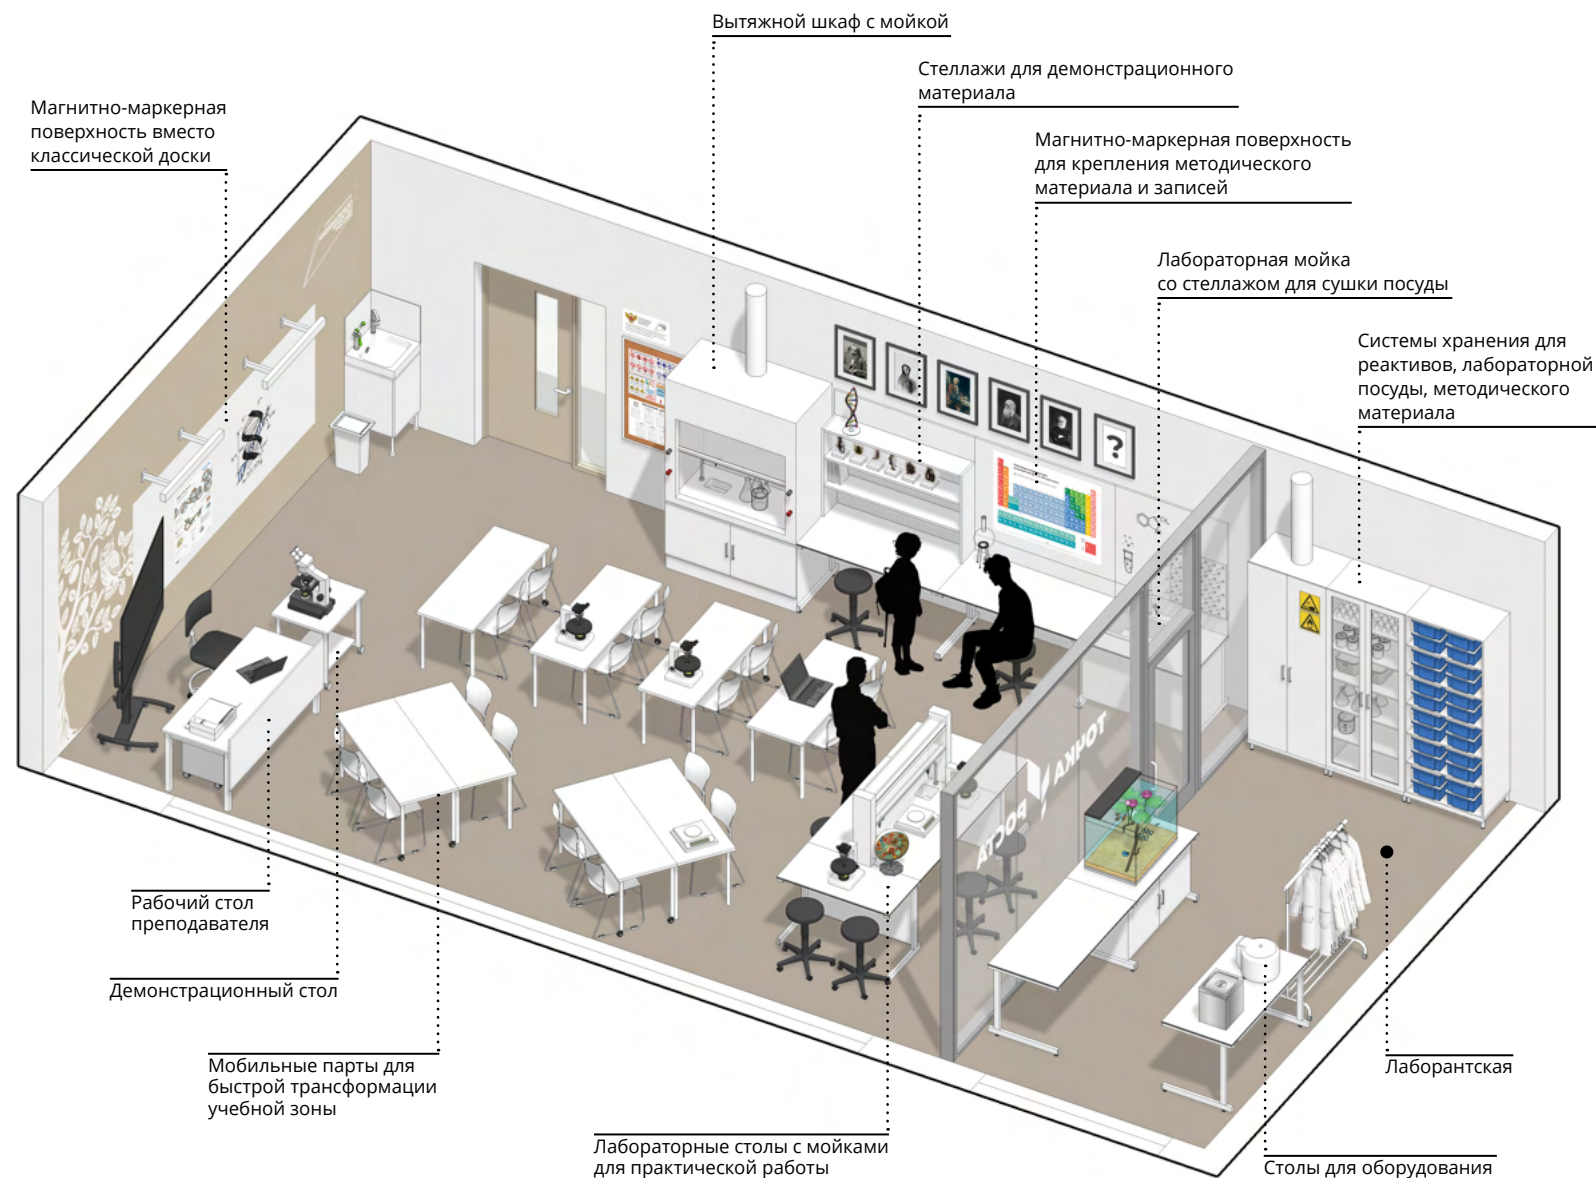 Вытяжной шкаф с мойкой
Стеллажи для демонстрационного
материала
Магнитно-маркерная
поверхность вместо
классической доски
Магнитно-маркерная поверхность
для крепления методического
материала и записей
Лабораторная мойка
со стеллажом для сушки посуды
Системы хранения для
реактивов, лабораторной
посуды, методического
материала
?
ТОЧКА
РОСТА
Рабочий стол
преподавателя
Демонстрационный стол
Мобильные парты для
быстрой трансформации
учебной зоны
Лабораторные столы с мойками
для практической работы
Лаборантская
Столы для оборудования